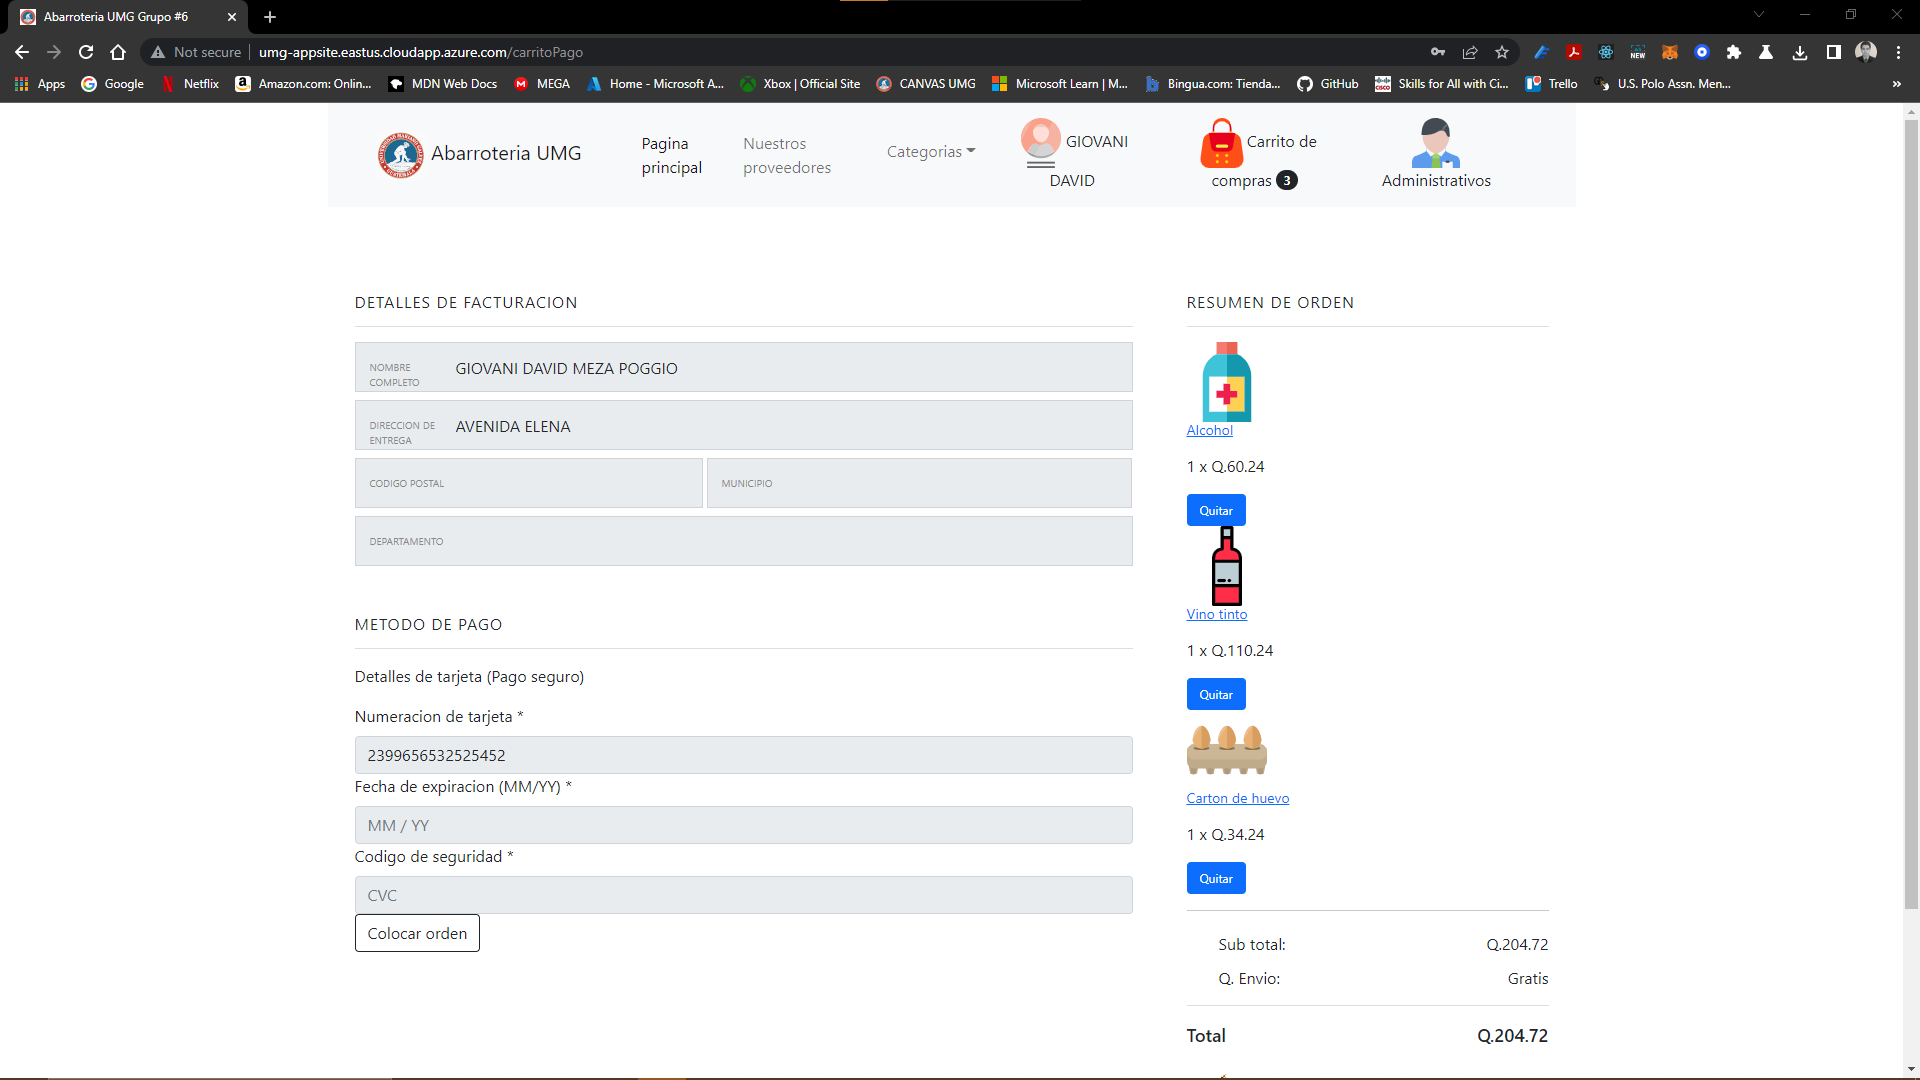 Abarroteria UMG Grupo #6
Not secure
umg-appsite.eastus.cloudapp.azure.com/carritoPago
NEW
Apps
Google
Netflix
Amazon.com: Onlin...
MDN Web Docs
MEGA
Home - Microsoft A...
Xbox | Official Site
CANVAS UMG
Microsoft Learn | M...
Bingua.com: Tienda...
GitHub
Skills for All with Ci...
Trello
U.S. Polo Assn. Men...
Abarroteria UMG
Pagina
principal
Nuestros
proveedores
Categorias
GIOVANI
DAVID
Carrito de
compras 3
Administrativos
DETALLES DE FACTURACION
NOMBRE
COMPLETO
GIOVANI DAVID MEZA POGGIO
DIRECCION DE
ENTREGA
AVENIDA ELENA
CODIGO POSTAL
MUNICIPIO
DEPARTAMENTO
METODO DE PAGO
Detalles de tarjeta (Pago seguro)
Numeracion de tarjeta *
2399656532525452
Fecha de expiracion (MM/YY) *
MM / YY
Codigo de seguridad *
CVC
Colocar orden
RESUMEN DE ORDEN
Alcohol
1 x Q.60.24
Quitar
Vino tinto
1 x Q.110.24
Quitar
Carton de huevo
1 x Q.34.24
Quitar
Sub total: Q.204.72
Q. Envio: Gratis
Total Q.204.72